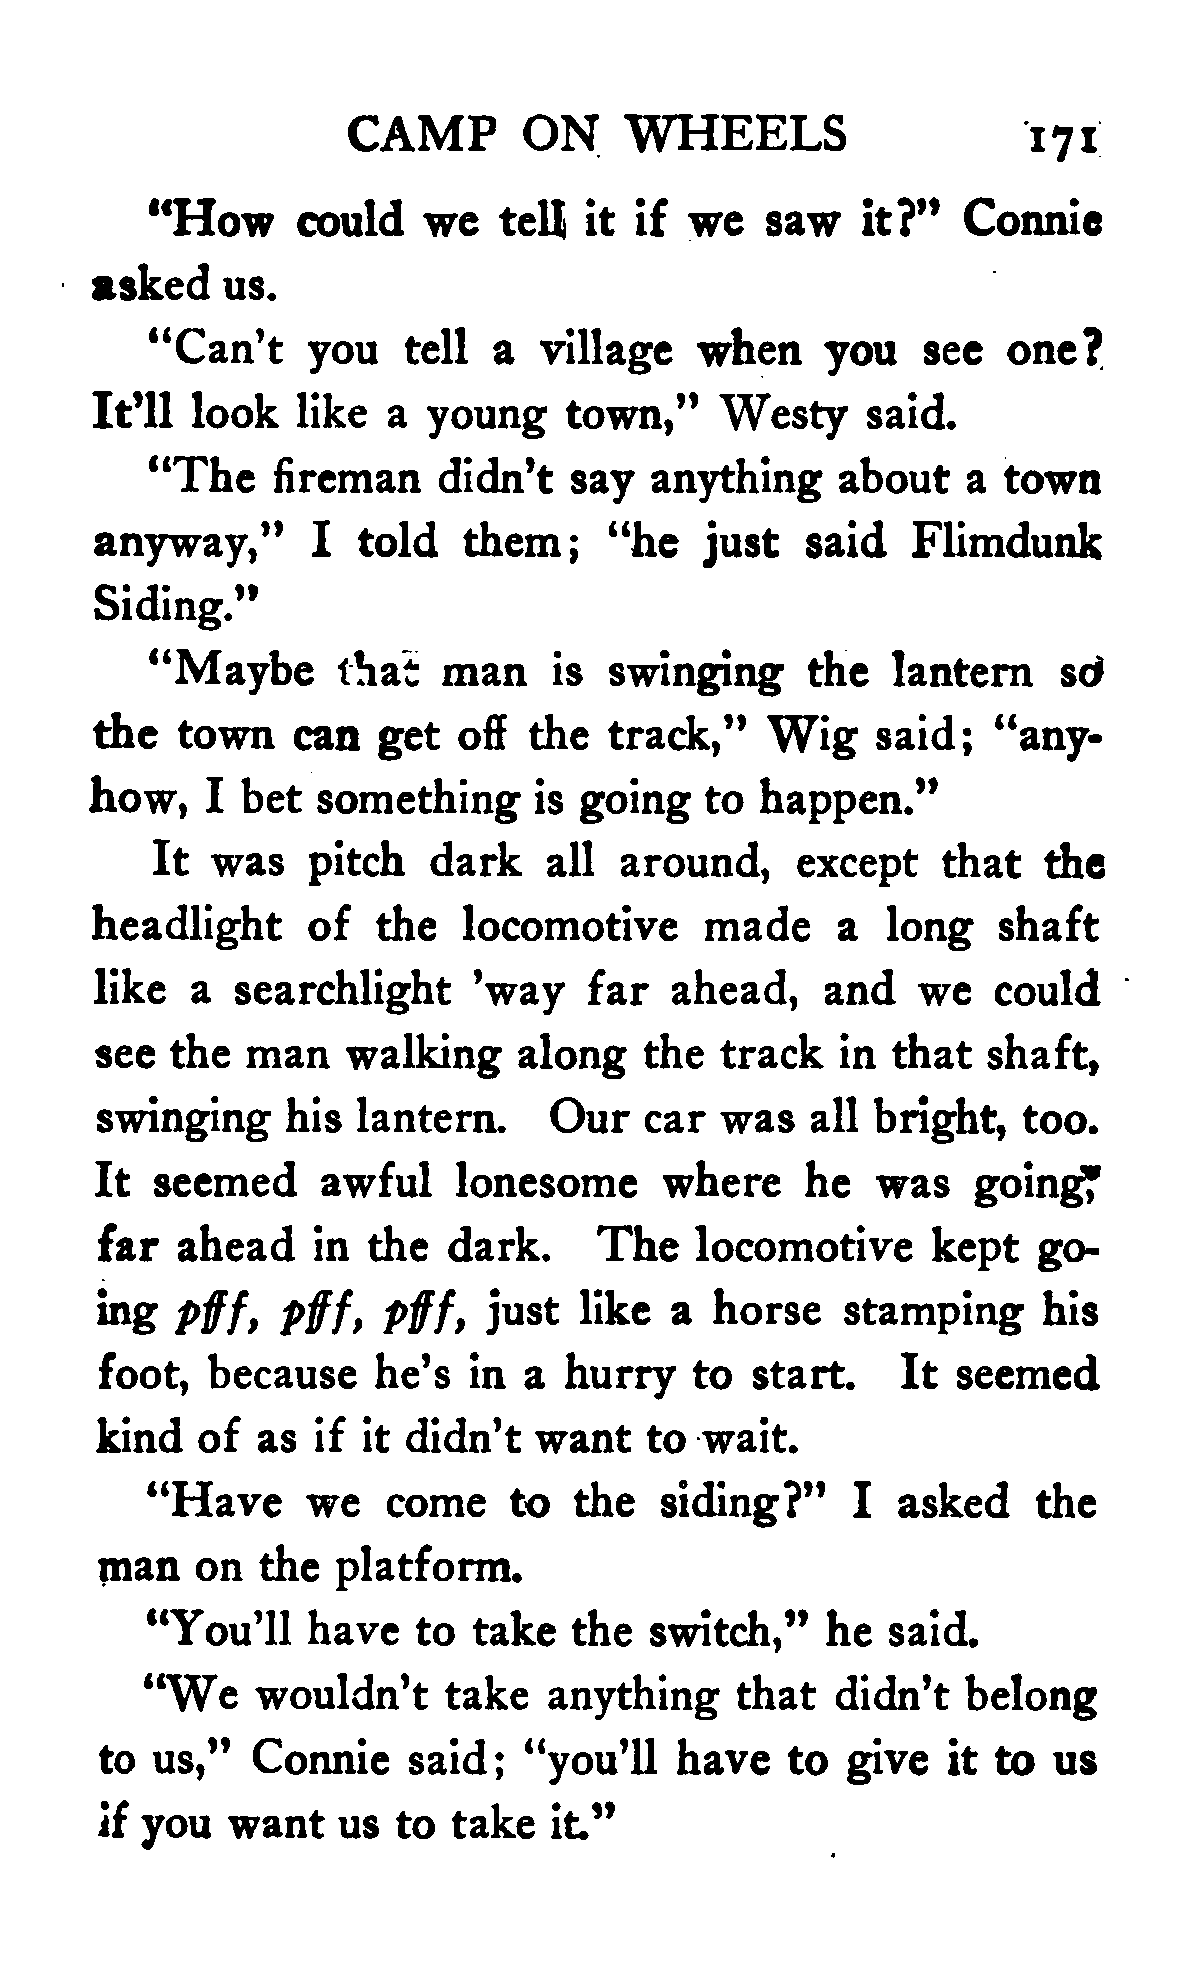 CAMP ON WHEELS 171
"How could we tell it if we saw it?" Connie
asked us.
"Can't you tell a village when you see one?
It'll look like a young town," Westy said.
"The fireman didn't say anything about a town
anyway," I told them; "he just said Flimdunk
Siding."
"Maybe that man is swinging the lantern so
the town can get off the track," Wig said; "any-
how, I bet something is going to happen."
It was pitch dark all around, except that the
headlight of the locomotive made a long shaft
like a searchlight 'way far ahead, and we could
see the man walking along the track in that shaft,
swinging his lantern. Our car was all bright, too.
It seemed awful lonesome where he was going,
far ahead in the dark. The locomotive kept go-
ing pff, pff, pff, just like a horse stamping his
foot, because he's in a hurry to start. It seemed
kind of as if it didn't want to wait.
"Have we come to the siding?" I asked the
man on the platform.
"You'll have to take the switch," he said.
"We wouldn't take anything that didn't belong
to us," Connie said; "you'll have to give it to us
if you want us to take it."